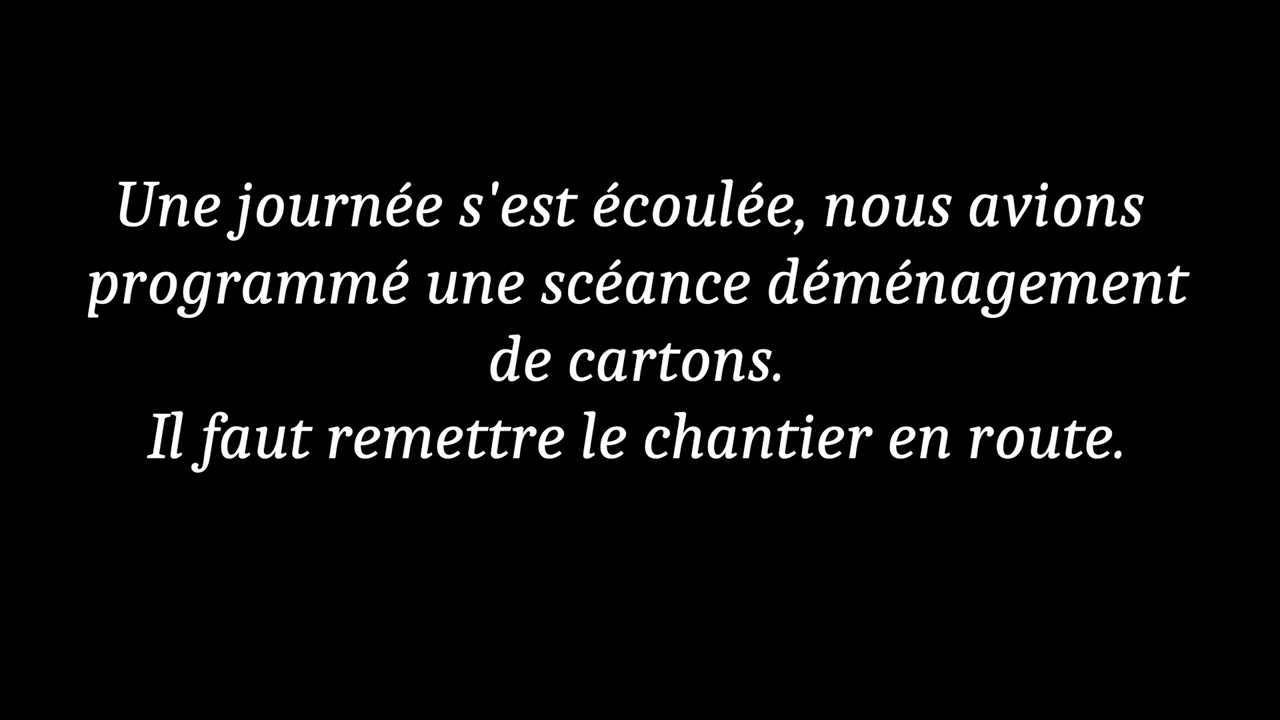 Une journée s'est écoulée, nous avions
programmé une scéance déménagement
de cartons.
Il faut remettre le chantier en route.